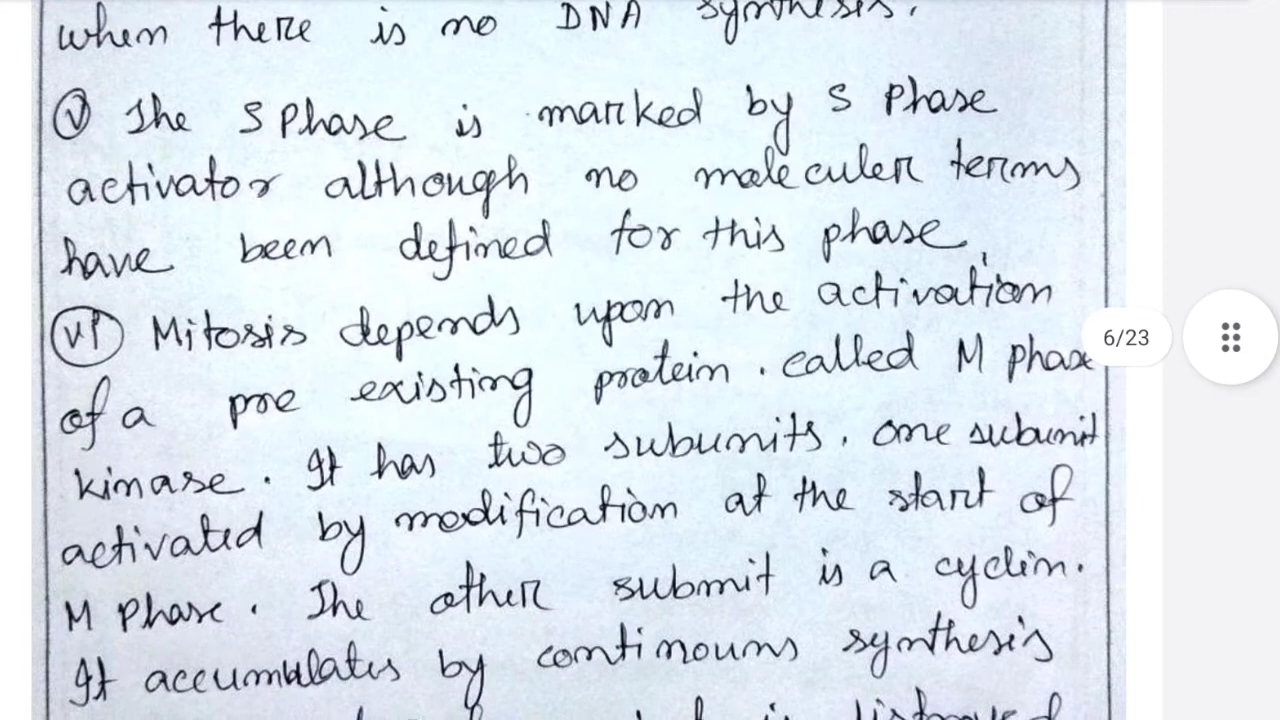 when there is no DNA synthesis.
(v) The S Phase is marked by S Phase
activator although no moleculer terms
have been defined for this phase.
(vi) Mitosis depends upon the activation
of a pre existing protein. called M phase
6/23
kinase. It has two subunits. One subunit
activated by modification at the start of
M Phase. The other submit is a cyclin.
It accumulates by continouns synthesis
is